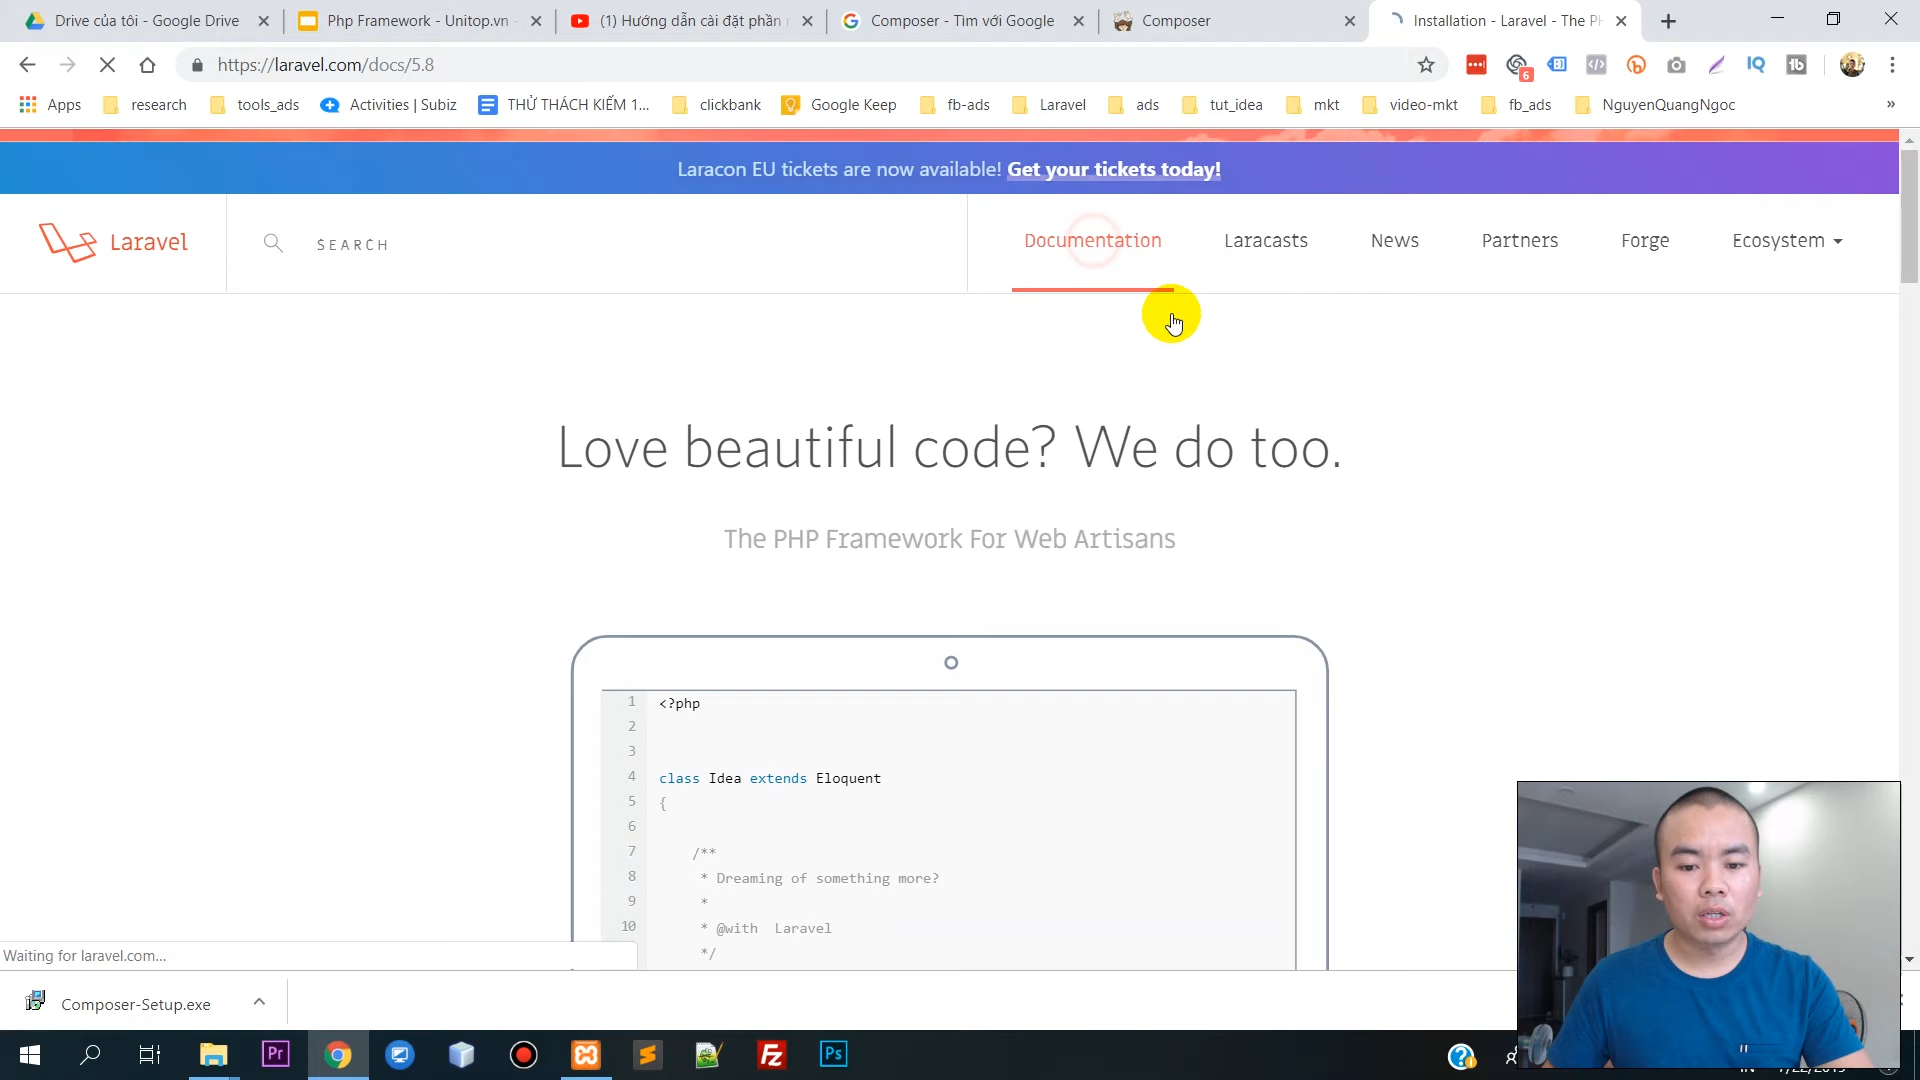 Drive của tôi - Google Drive
Php Framework - Unitop.vn -
(1) Hướng dẫn cài đặt phần
Composer - Tìm với Google
Composer
Installation - Laravel - The PH
https://laravel.com/docs/5.8
6
Apps
research
tools_ads
Activities | Subiz
THỬ THÁCH KIẾM 1...
clickbank
Google Keep
fb-ads
Laravel
ads
tut_idea
mkt
video-mkt
fb_ads
NguyenQuangNgoc
»
Laracon EU tickets are now available! Get your tickets today!
Laravel
SEARCH
Documentation
Laracasts
News
Partners
Forge
Ecosystem
Love beautiful code? We do too.
The PHP Framework For Web Artisans
1 <?php
2
3
4 class Idea extends Eloquent
5 {
6
7 /**
8 * Dreaming of something more?
9 *
10 * @with Laravel
*/
Waiting for laravel.com...
Composer-Setup.exe
Pr
Fz
Ps